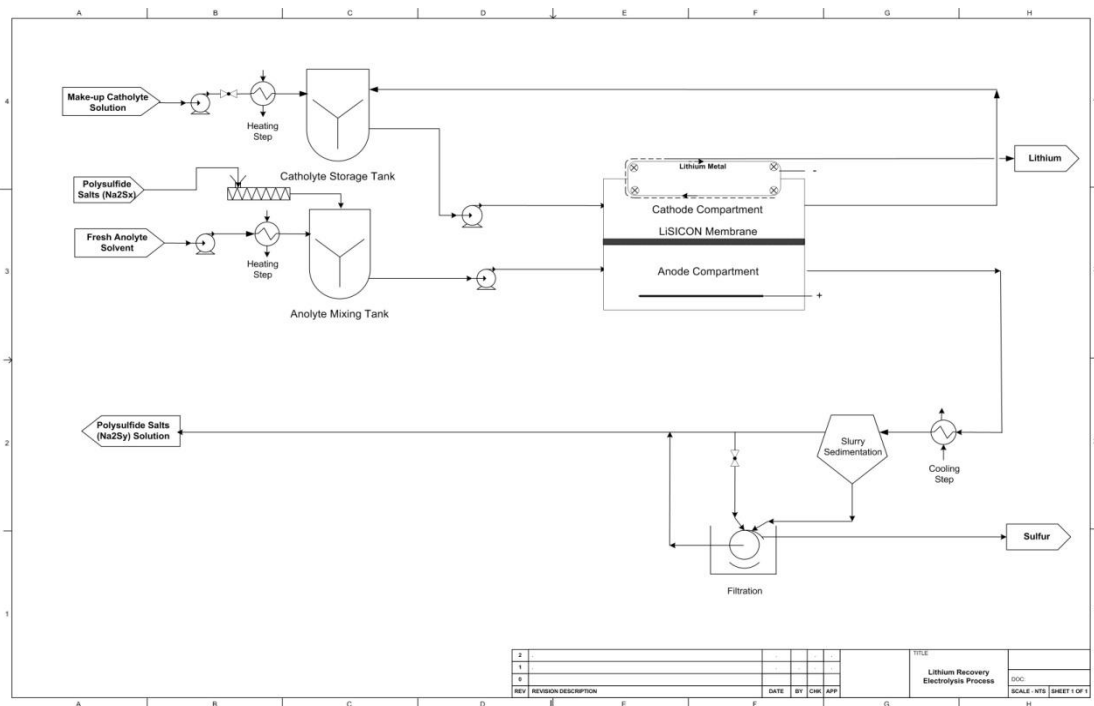 A B C D E F G H
4
3
2
1
Make-up Catholyte
Solution
Heating
Step
Catholyte Storage Tank
Polysulfide
Salts (Na2Sx)
Fresh Anolyte
Solvent
Heating
Step
Anolyte Mixing Tank
Lithium Metal
-
Cathode Compartment
LiSICON Membrane
Anode Compartment
+
Lithium
Polysulfide Salts
(Na2Sy) Solution
Slurry
Sedimentation
Cooling
Step
Sulfur
Filtration
2
1
0
REV REVISION DESCRIPTION DATE BY CHK APP
TITLE
Lithium Recovery
Electrolysis Process
DOC:
SCALE - NTS SHEET 1 OF 1
A B C D E F G H